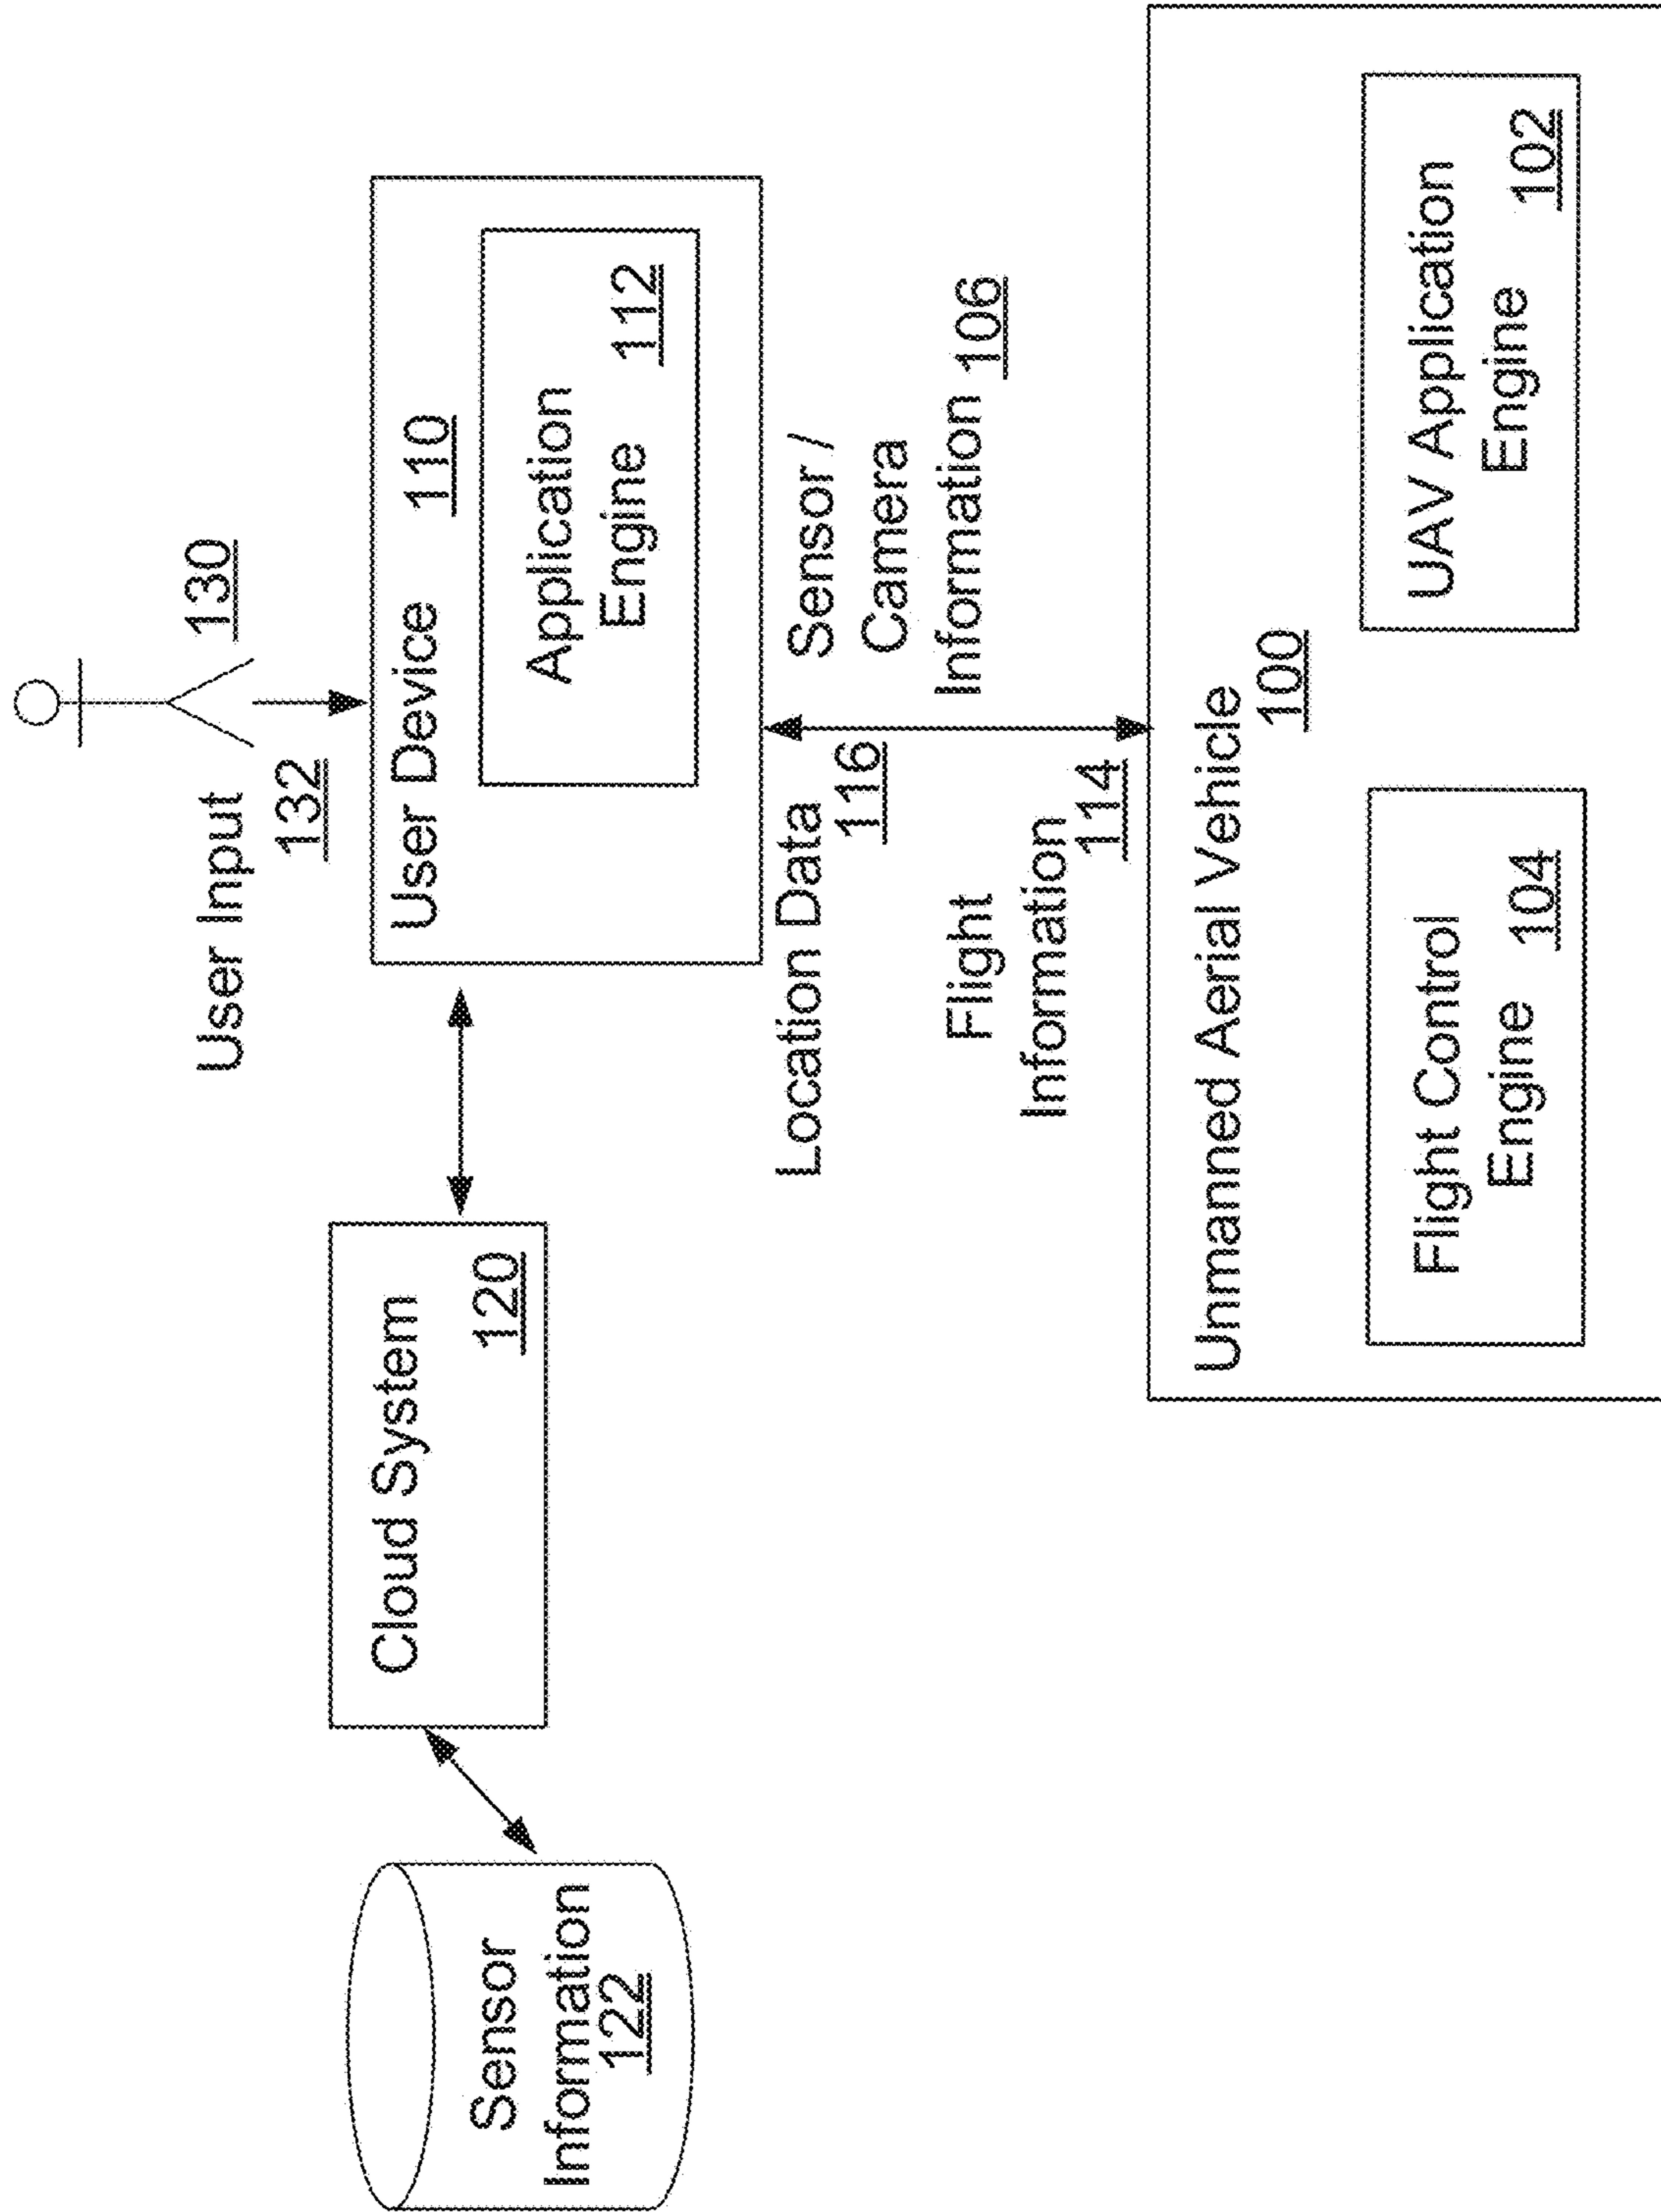 130
User Input
132
User Device 110
Application
Engine 112
Cloud System
120
Sensor
Information
122
Location Data
116
Flight
Information
114
Sensor /
Camera
Information 106
Unmanned Aerial Vehicle
100
Flight Control
Engine 104
UAV Application
Engine 102